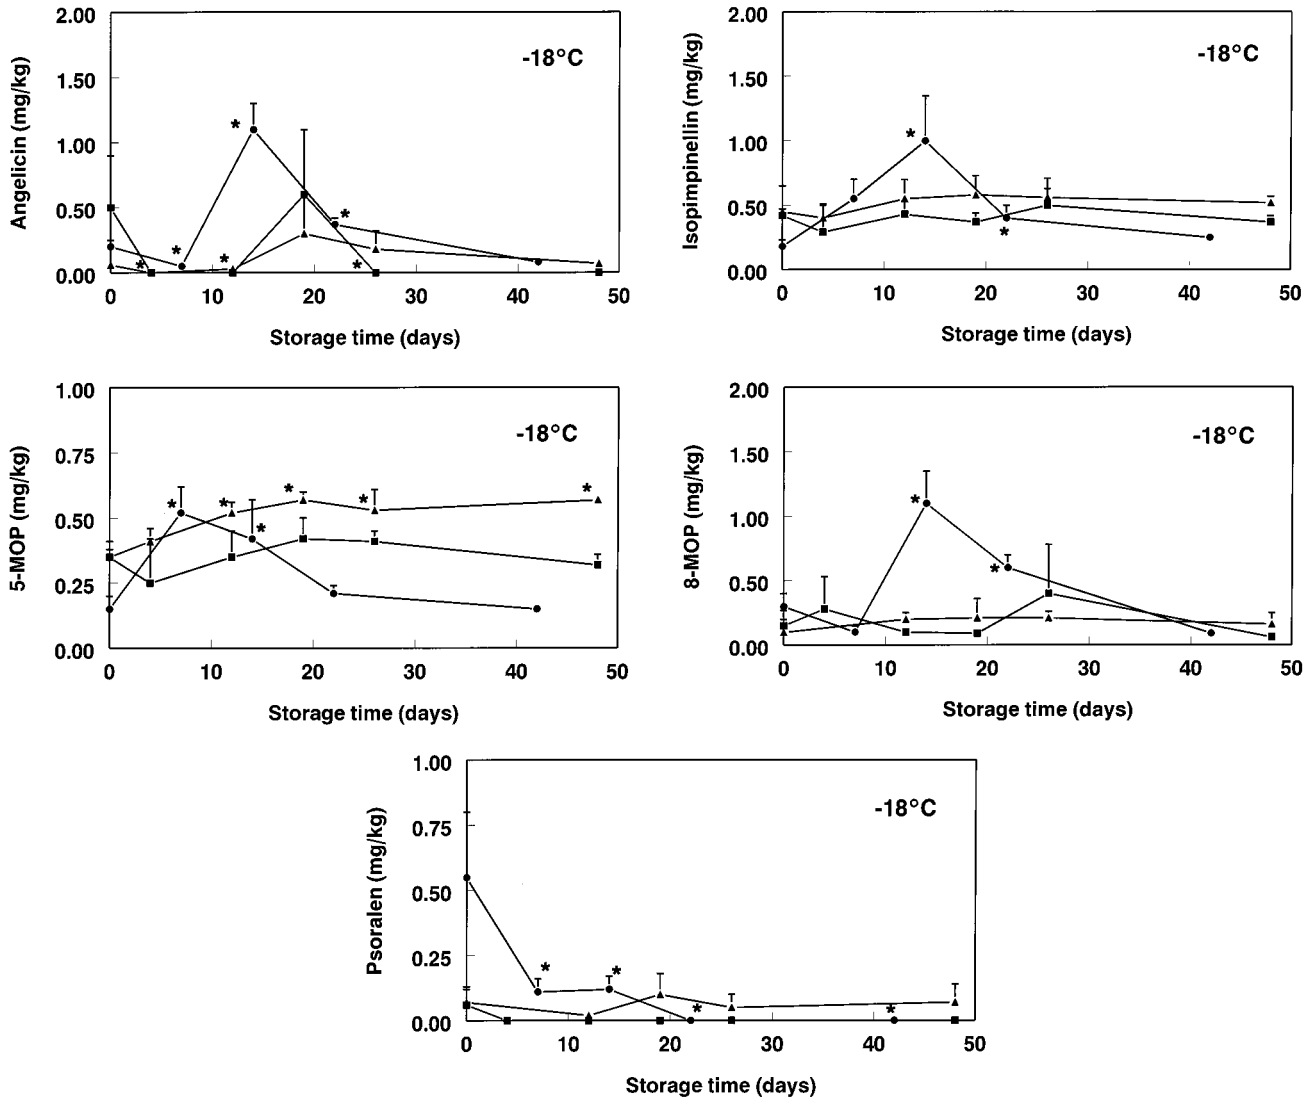 2.00
1.50
1.00
0.50
0.00
Angelicin (mg/kg)
-18°C
*
*
*
*
*
*
0 10 20 30 40 50
Storage time (days)
2.00
1.50
1.00
0.50
0.00
Isopimpinellin (mg/kg)
-18°C
*
*
0 10 20 30 40 50
Storage time (days)
1.00
0.75
0.50
0.25
0.00
5-MOP (mg/kg)
-18°C
*
*
*
*
*
*
0 10 20 30 40 50
Storage time (days)
2.00
1.50
1.00
0.50
0.00
8-MOP (mg/kg)
-18°C
*
*
0 10 20 30 40 50
Storage time (days)
1.00
0.75
0.50
0.25
0.00
Psoralen (mg/kg)
-18°C
*
*
*
*
0 10 20 30 40 50
Storage time (days)